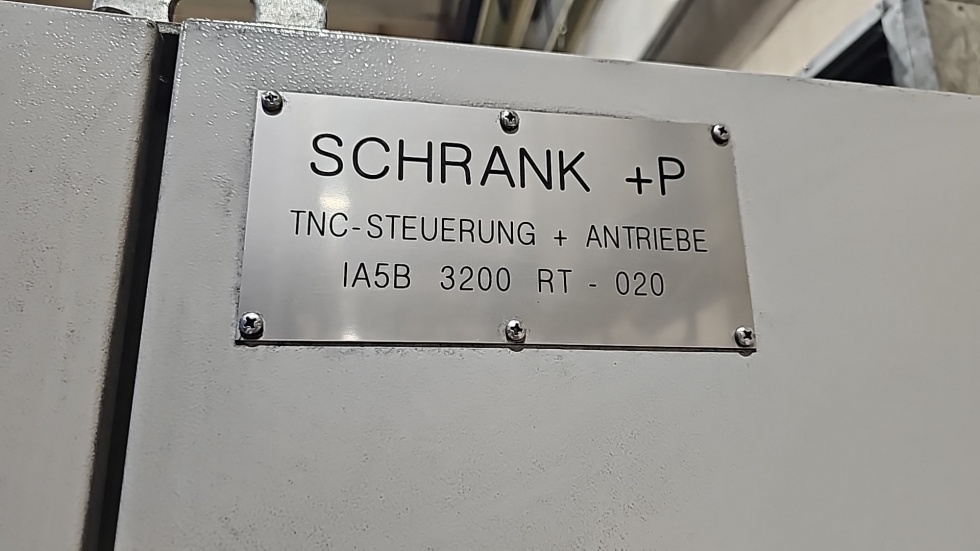 SCHRANK +P
TNC-STEUERUNG + ANTRIEBE
IA5B 3200 RT - 020